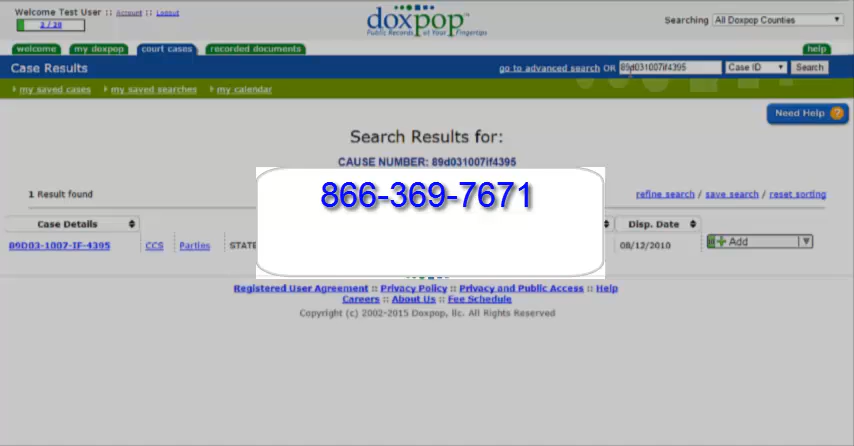 Welcome Test User :: Account :: Logout
2 / 20
doxpop™
Public Records at Your Fingertips
Searching All Doxpop Counties
welcome my doxpop court cases recorded documents help
Case Results go to advanced search OR 89d031007if4395 Case ID Search
my saved cases my saved searches my calendar
Need Help ?
Search Results for:
CAUSE NUMBER: 89d031007if4395
866-369-7671
1 Result found refine search / save search / reset sorting
Case Details Disp. Date
89D03-1007-IF-4395 CCS Parties STATE 08/12/2010 Add
Registered User Agreement :: Privacy Policy :: Privacy and Public Access :: Help
Careers :: About Us :: Fee Schedule
Copyright (c) 2002-2015 Doxpop, llc. All Rights Reserved